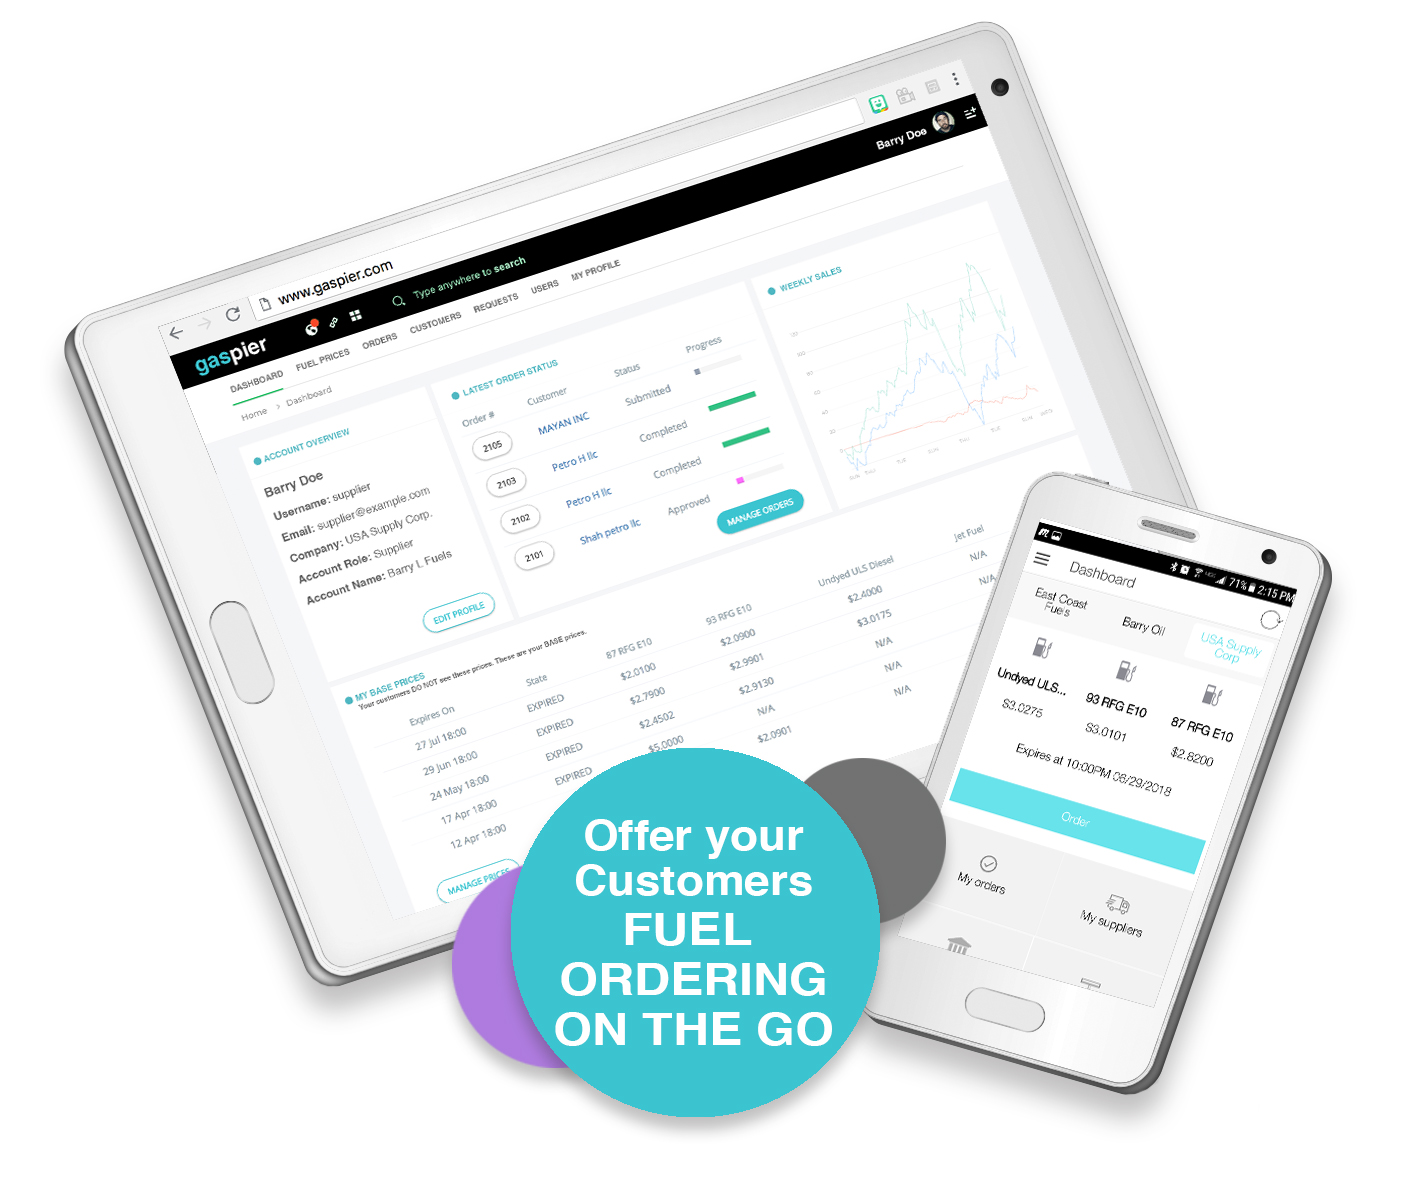 www.gaspier.com
Barry Doe
gaspier
Type anywhere to search
DASHBOARD FUEL PRICES ORDERS CUSTOMERS REQUESTS USERS MY PROFILE
Home > Dashboard
ACCOUNT OVERVIEW
Barry Doe
Username: supplier
Email: supplier@example.com
Company: USA Supply Corp.
Account Role: Supplier
Account Name: Barry L Fuels
EDIT PROFILE
LATEST ORDER STATUS
Order # Customer Status Progress
2105 MAYAN INC Submitted
2103 Petro H llc Completed
2102 Petro H llc Completed
2101 Shah petro llc Approved
MANAGE ORDERS
WEEKLY SALES
MY BASE PRICES
Your customers DO NOT see these prices. These are your BASE prices.
Expires On State 87 RFG E10 93 RFG E10 Undyed ULS Diesel Jet Fuel
27 Jul 18:00 EXPIRED $2.0100 $2.0900 $2.4000 N/A
29 Jun 18:00 EXPIRED $2.7900 $2.9901 $3.0175 N/A
24 May 18:00 EXPIRED $2.4502 $2.9130 N/A
17 Apr 18:00 EXPIRED $5.0000 N/A N/A
12 Apr 18:00 $2.0901 N/A
MANAGE PRICES
71% 2:15 PM
Dashboard
East Coast
Fuels
Barry Oil
USA Supply
Corp
Undyed ULS... 93 RFG E10 87 RFG E10
$3.0275 $3.0101 $2.8200
Expires at 10:00PM 06/29/2018
Order
My orders
My suppliers
Offer your
Customers
FUEL
ORDERING
ON THE GO